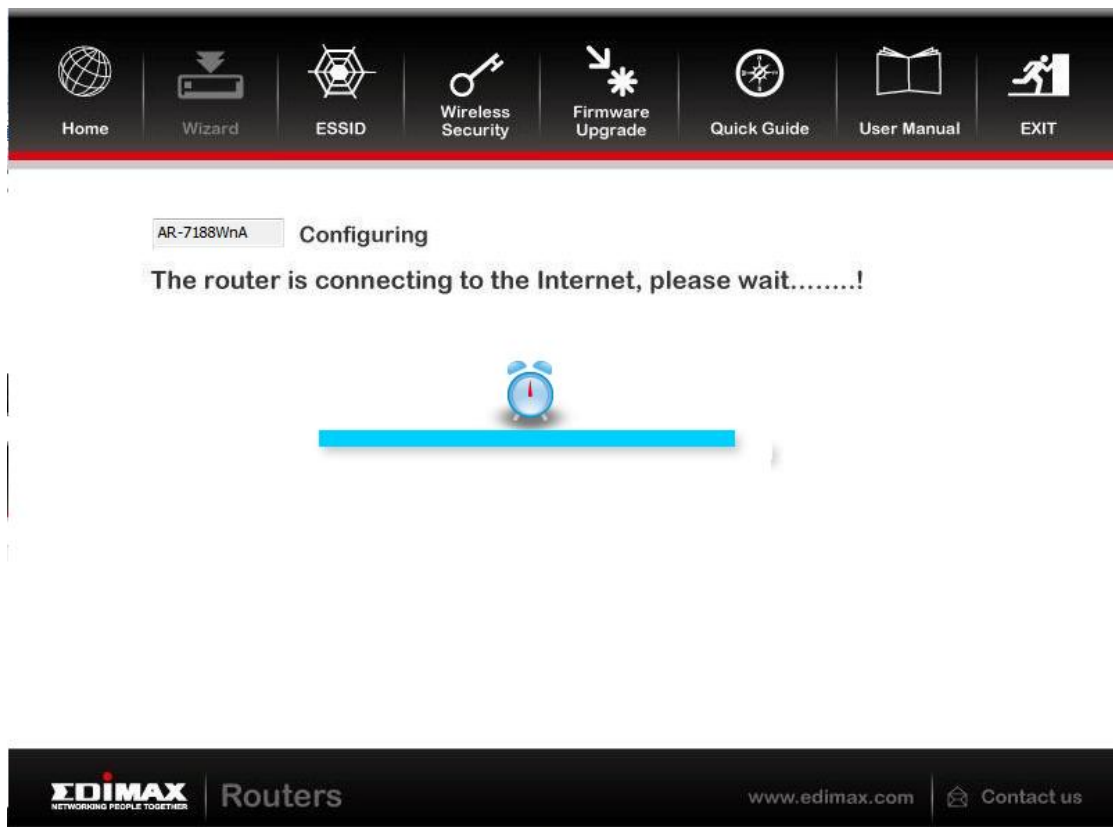 Home
Wizard
ESSID
Wireless
Security
Firmware
Upgrade
Quick Guide
User Manual
EXIT
AR-7188WnA Configuring
The router is connecting to the Internet, please wait........!
EDIMAX
NETWORKING PEOPLE TOGETHER
Routers
www.edimax.com
Contact us